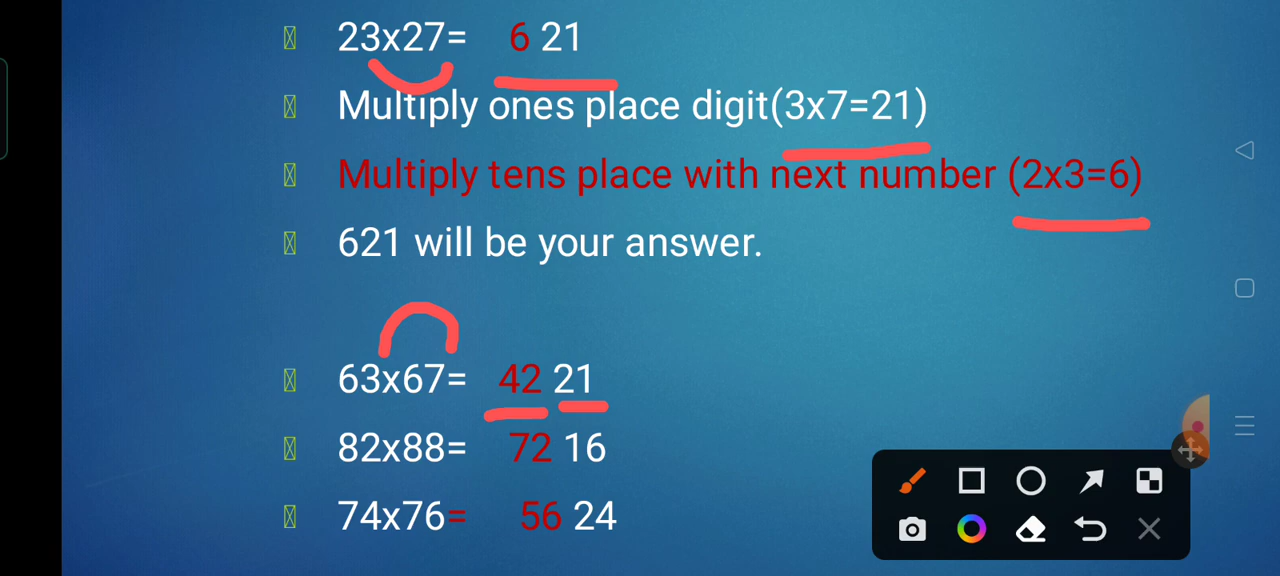 23x27= 6 21
Multiply ones place digit(3x7=21)
Multiply tens place with next number (2x3=6)
621 will be your answer.
63x67= 42 21
82x88= 72 16
74x76= 56 24